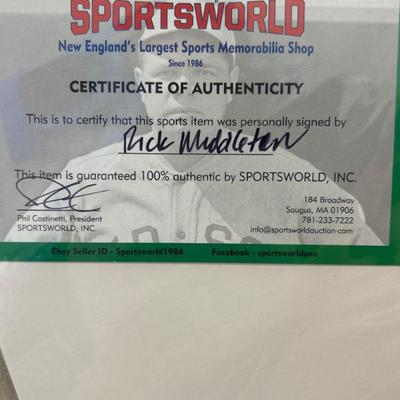 SPORTSWORLD
New England's Largest Sports Memorabilia Shop
Since 1986
CERTIFICATE OF AUTHENTICITY
This is to certify that this sports item was personally signed by
Rick Middleton
This item is guaranteed 100% authentic by SPORTSWORLD, INC.
Phil Costinetti, President
SPORTSWORLD, INC.
184 Broadway
Saugus, MA 01906
781-233-7222
info@sportsworldauction.com
Ebay Seller ID - Sportsworld1986 Facebook - sportsworldusa